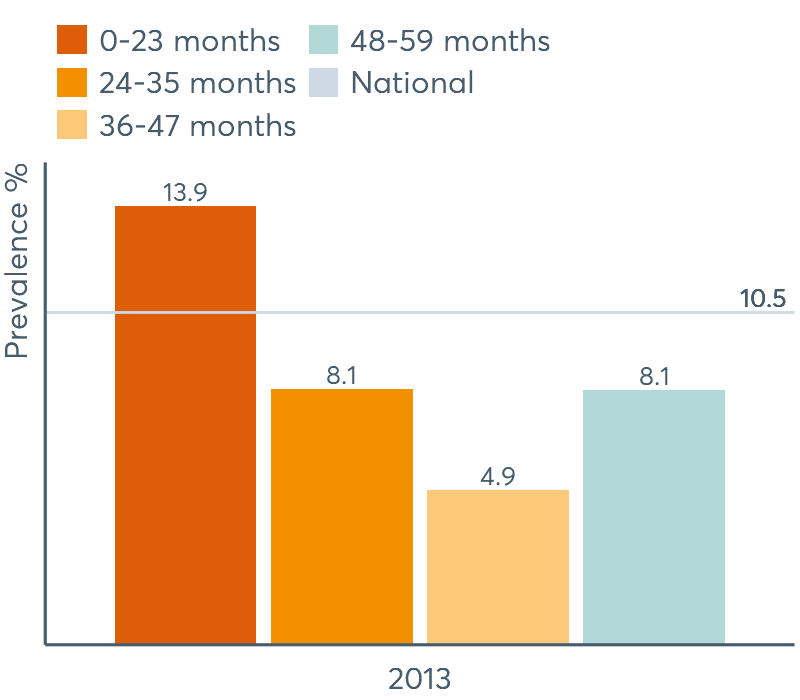 0-23 months
48-59 months
24-35 months
National
36-47 months
Prevalence %
13.9
10.5
8.1
8.1
4.9
2013